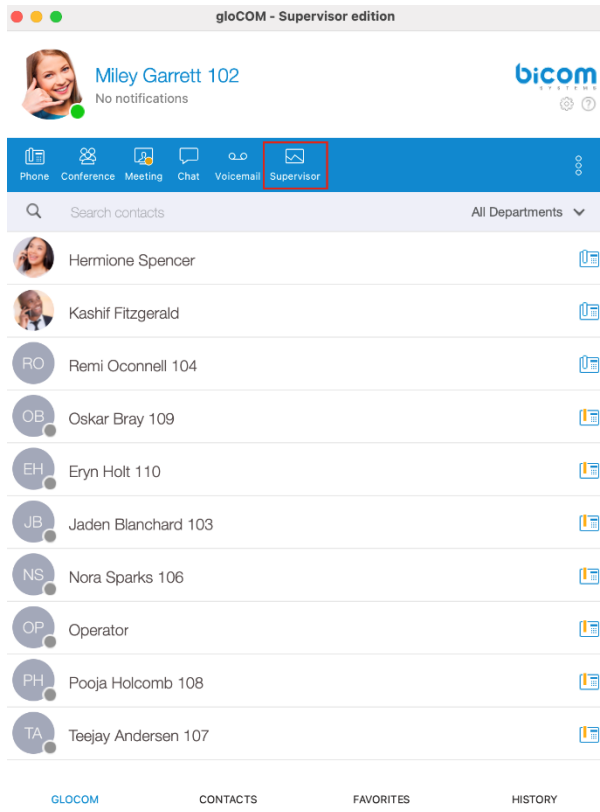 gloCOM - Supervisor edition
Miley Garrett 102
No notifications
bicom
SYSTEMS
Phone Conference Meeting Chat Voicemail Supervisor
Search contacts All Departments
Hermione Spencer
Kashif Fitzgerald
RO Remi Oconnell 104
OB Oskar Bray 109
EH Eryn Holt 110
JB Jaden Blanchard 103
NS Nora Sparks 106
OP Operator
PH Pooja Holcomb 108
TA Teejay Andersen 107
GLOCOM CONTACTS FAVORITES HISTORY